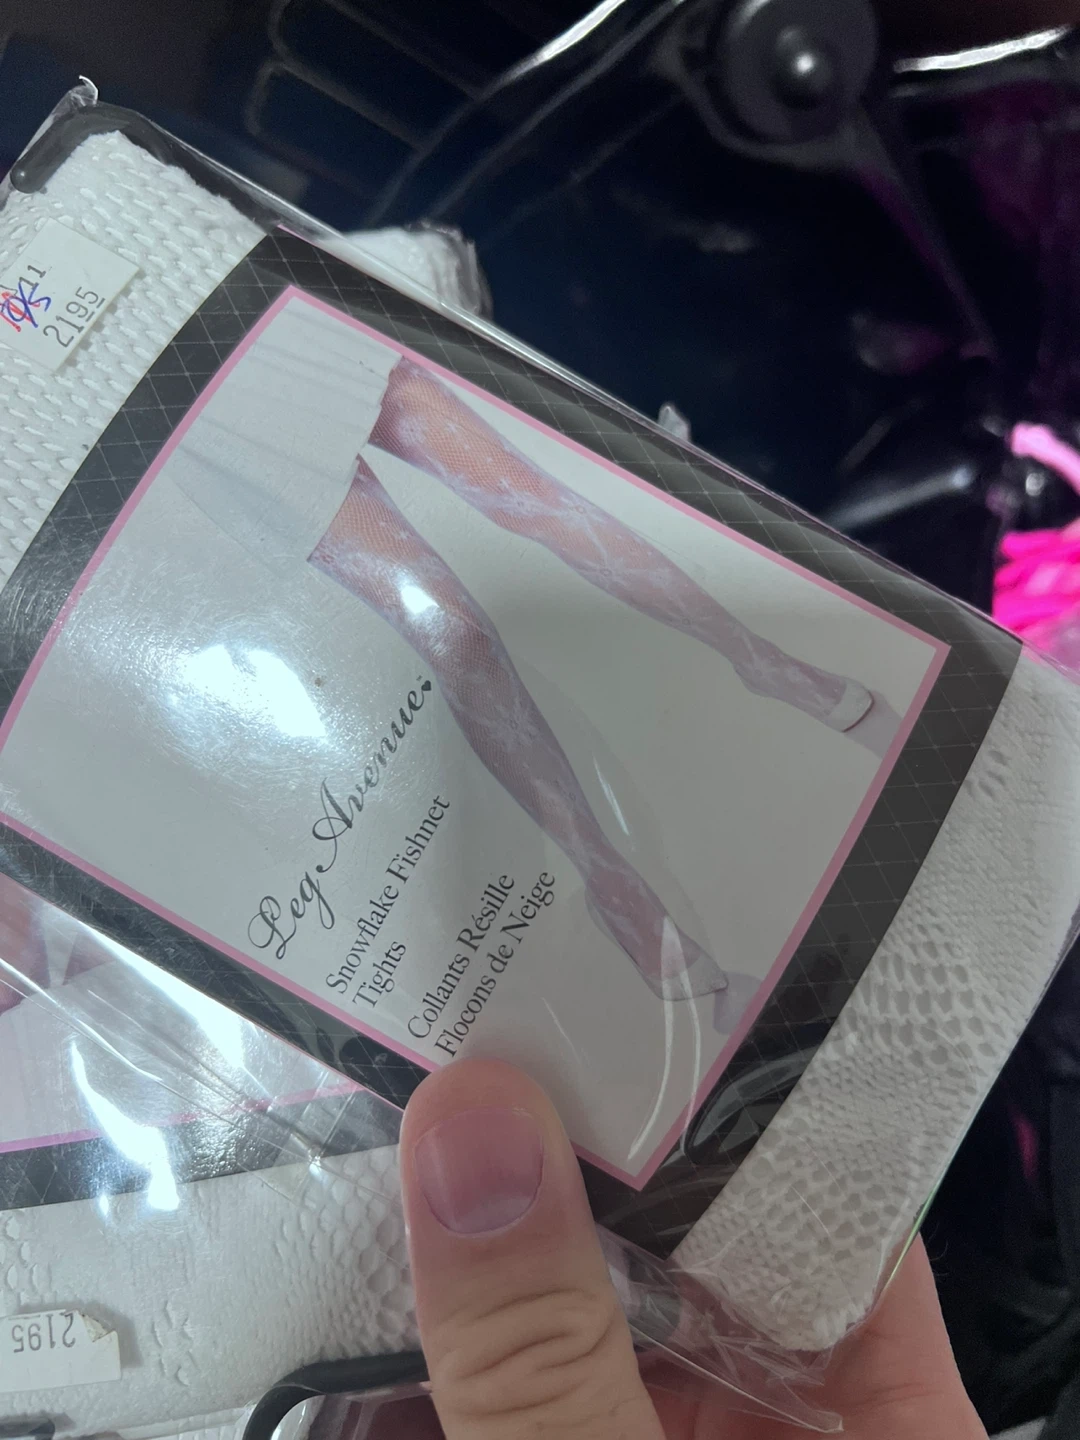 2195
Leg Avenue
Snowflake Fishnet
Tights
Collants Résille
Flocons de Neige
2195